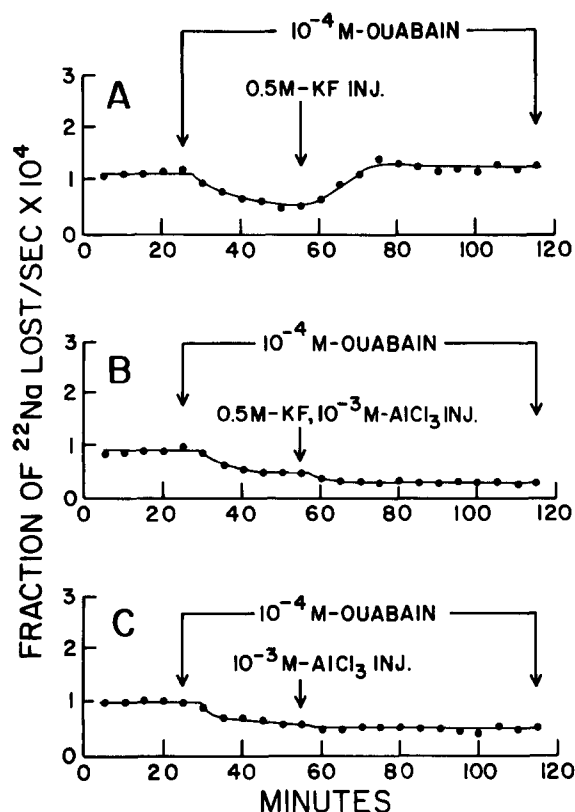 10⁻⁴ M-OUABAIN
0.5M-KF INJ.
A
3
2
1
0
0 20 40 60 80 100 120
10⁻⁴ M-OUABAIN
B
0.5M-KF, 10⁻³M-AlCl₃ INJ.
3
2
1
0
0 20 40 60 80 100 120
10⁻⁴ M-OUABAIN
C
10⁻³M-AlCl₃ INJ.
3
2
1
0
0 20 40 60 80 100 120
MINUTES
FRACTION OF ²²Na LOST/SEC X 10⁴